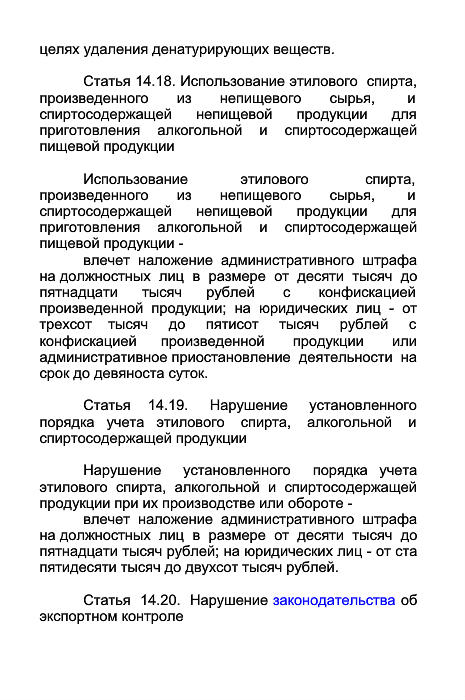 целях удаления денатурирующих веществ.
Статья 14.18. Использование этилового спирта,
произведенного из непищевого сырья, и
спиртосодержащей непищевой продукции для
приготовления алкогольной и спиртосодержащей
пищевой продукции
Использование этилового спирта,
произведенного из непищевого сырья, и
спиртосодержащей непищевой продукции для
приготовления алкогольной и спиртосодержащей
пищевой продукции -
влечет наложение административного штрафа
на должностных лиц в размере от десяти тысяч до
пятнадцати тысяч рублей с конфискацией
произведенной продукции; на юридических лиц - от
трехсот тысяч до пятисот тысяч рублей с
конфискацией произведенной продукции или
административное приостановление деятельности на
срок до девяноста суток.
Статья 14.19. Нарушение установленного
порядка учета этилового спирта, алкогольной и
спиртосодержащей продукции
Нарушение установленного порядка учета
этилового спирта, алкогольной и спиртосодержащей
продукции при их производстве или обороте -
влечет наложение административного штрафа
на должностных лиц в размере от десяти тысяч до
пятнадцати тысяч рублей; на юридических лиц - от ста
пятидесяти тысяч до двухсот тысяч рублей.
Статья 14.20. Нарушение законодательства об
экспортном контроле